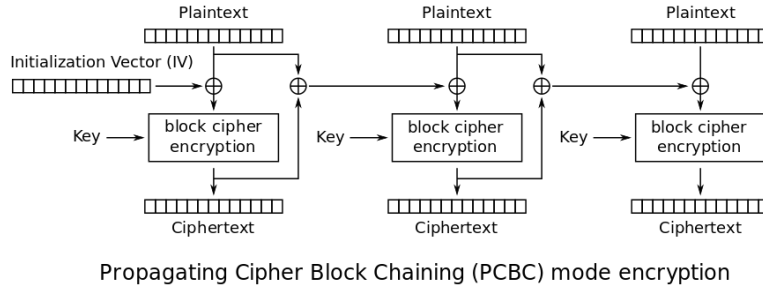 Plaintext
Plaintext
Plaintext
Initialization Vector (IV)
Key
block cipher
encryption
Key
block cipher
encryption
Key
block cipher
encryption
Ciphertext
Ciphertext
Ciphertext
Propagating Cipher Block Chaining (PCBC) mode encryption